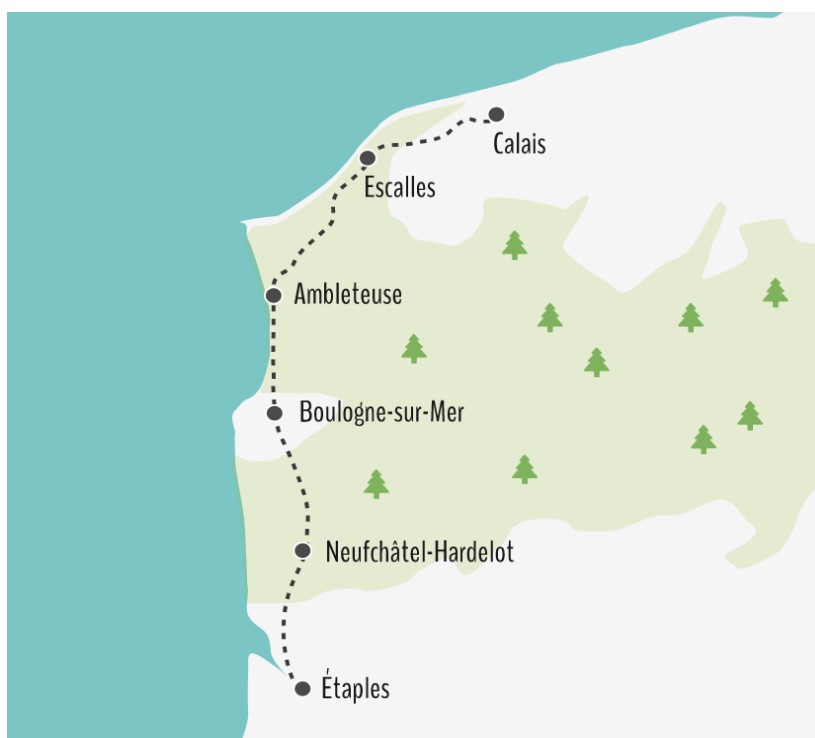 Calais
Escalles
Ambleteuse
Boulogne-sur-Mer
Neufchâtel-Hardelot
Étaples